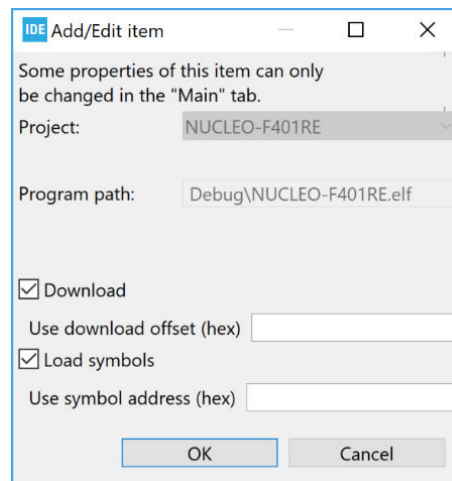 IDE Add/Edit item
Some properties of this item can only
be changed in the "Main" tab.
Project: NUCLEO-F401RE
Program path: Debug\NUCLEO-F401RE.elf
Download
Use download offset (hex)
Load symbols
Use symbol address (hex)
OK Cancel